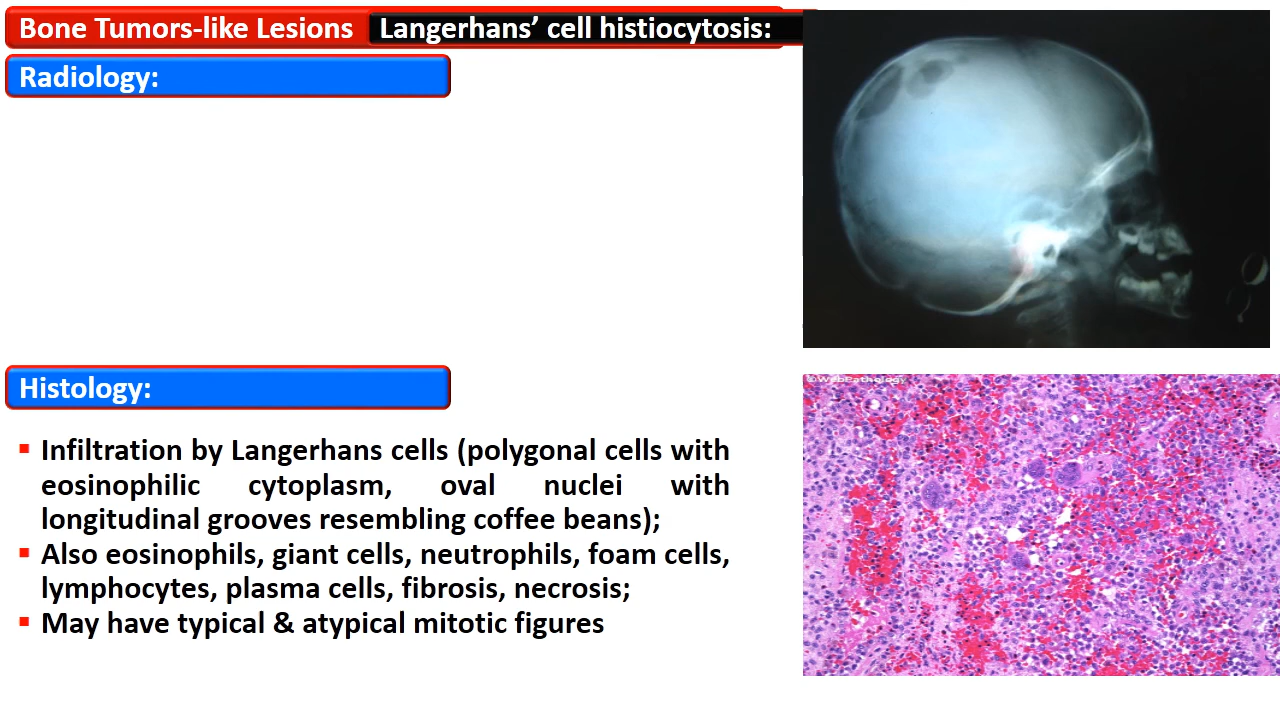 Bone Tumors-like Lesions Langerhans’ cell histiocytosis:
Radiology:
Histology:
©WebPathology
▪ Infiltration by Langerhans cells (polygonal cells with
eosinophilic cytoplasm, oval nuclei with
longitudinal grooves resembling coffee beans);
▪ Also eosinophils, giant cells, neutrophils, foam cells,
lymphocytes, plasma cells, fibrosis, necrosis;
▪ May have typical & atypical mitotic figures